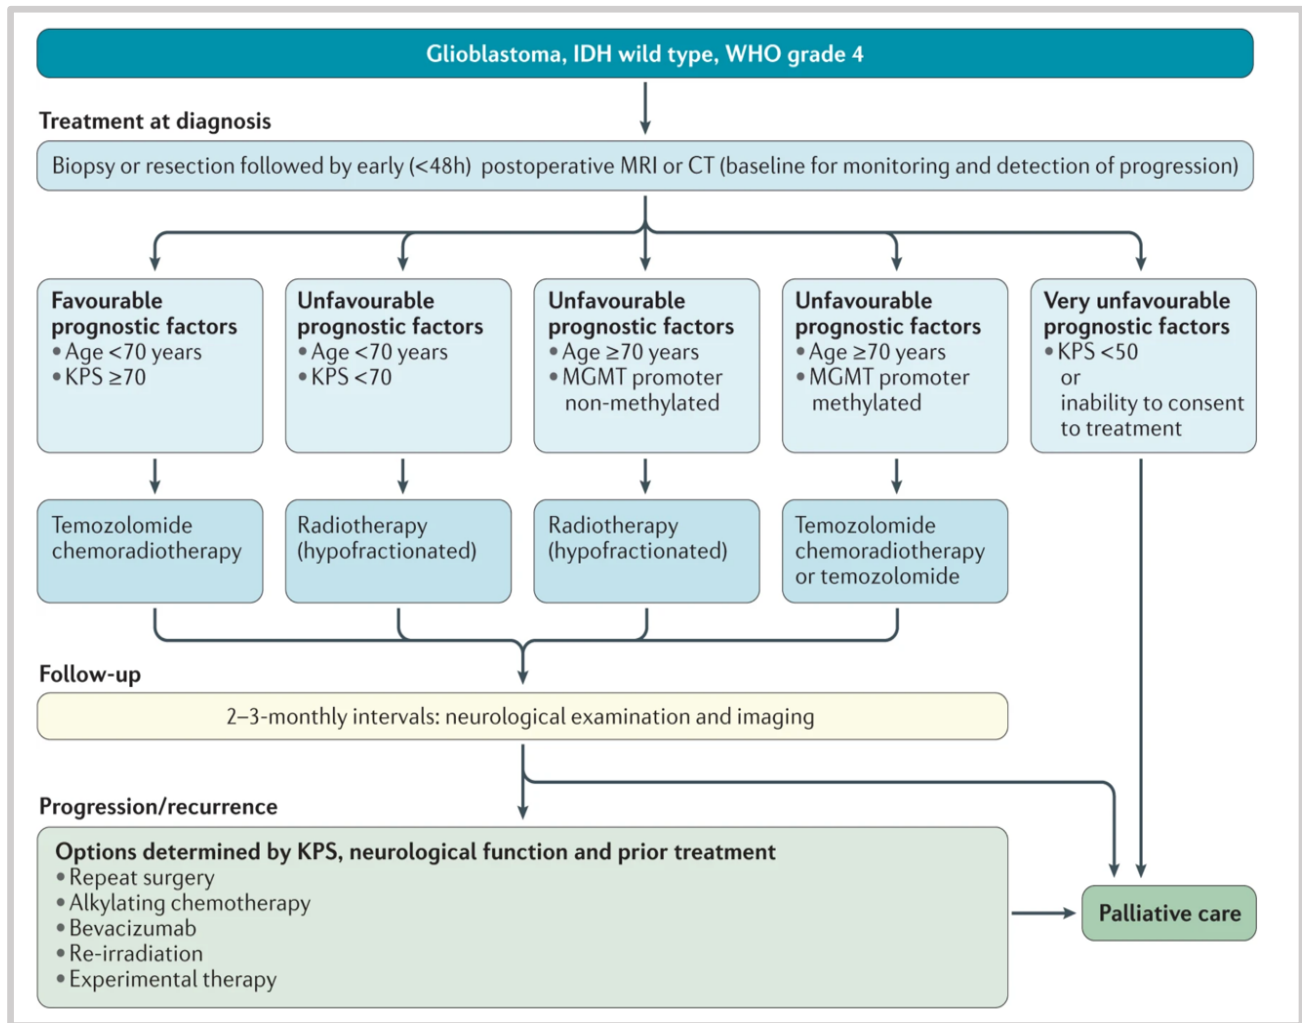 Glioblastoma, IDH wild type, WHO grade 4
Treatment at diagnosis
Biopsy or resection followed by early (<48h) postoperative MRI or CT (baseline for monitoring and detection of progression)
Favourable
prognostic factors
• Age <70 years
• KPS ≥70
Unfavourable
prognostic factors
• Age <70 years
• KPS <70
Unfavourable
prognostic factors
• Age ≥70 years
• MGMT promoter
non-methylated
Unfavourable
prognostic factors
• Age ≥70 years
• MGMT promoter
methylated
Very unfavourable
prognostic factors
• KPS <50
or
inability to consent
to treatment
Temozolomide
chemoradiotherapy
Radiotherapy
(hypofractionated)
Radiotherapy
(hypofractionated)
Temozolomide
chemoradiotherapy
or temozolomide
Follow-up
2–3-monthly intervals: neurological examination and imaging
Progression/recurrence
Options determined by KPS, neurological function and prior treatment
• Repeat surgery
• Alkylating chemotherapy
• Bevacizumab
• Re-irradiation
• Experimental therapy
Palliative care